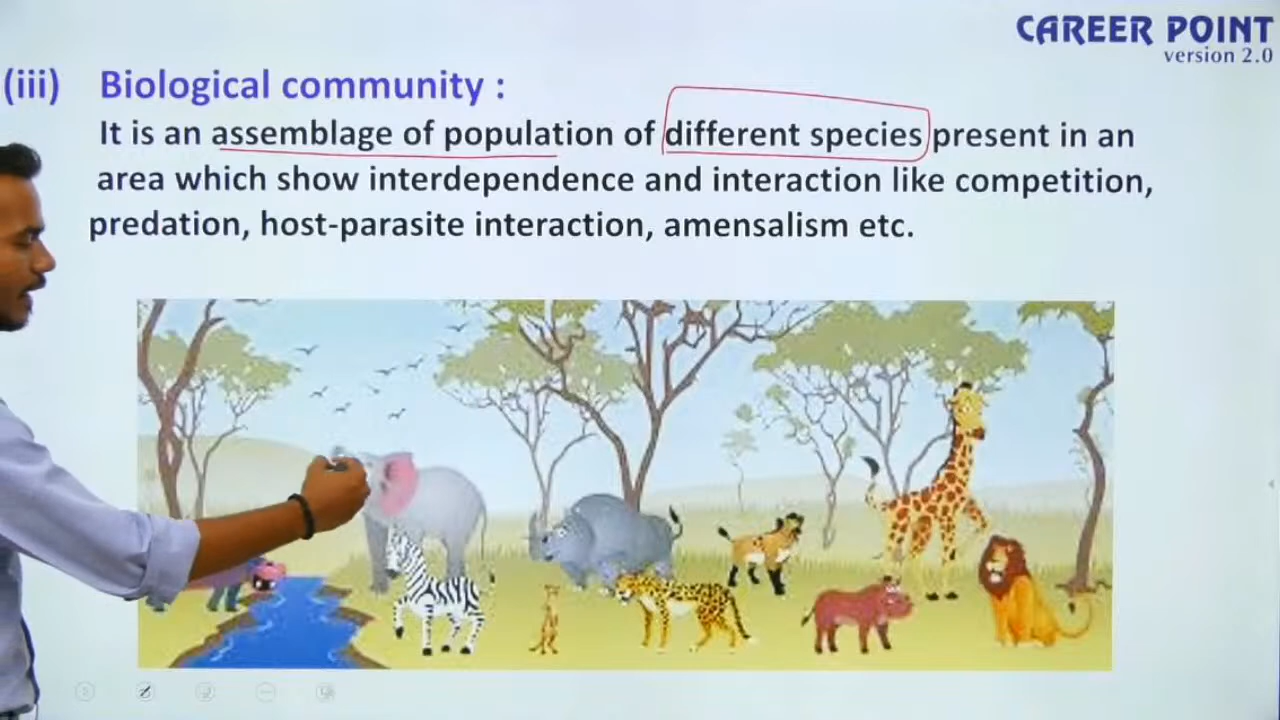 CAREER POINT
version 2.0
(iii) Biological community :
It is an assemblage of population of different species present in an
area which show interdependence and interaction like competition,
predation, host-parasite interaction, amensalism etc.